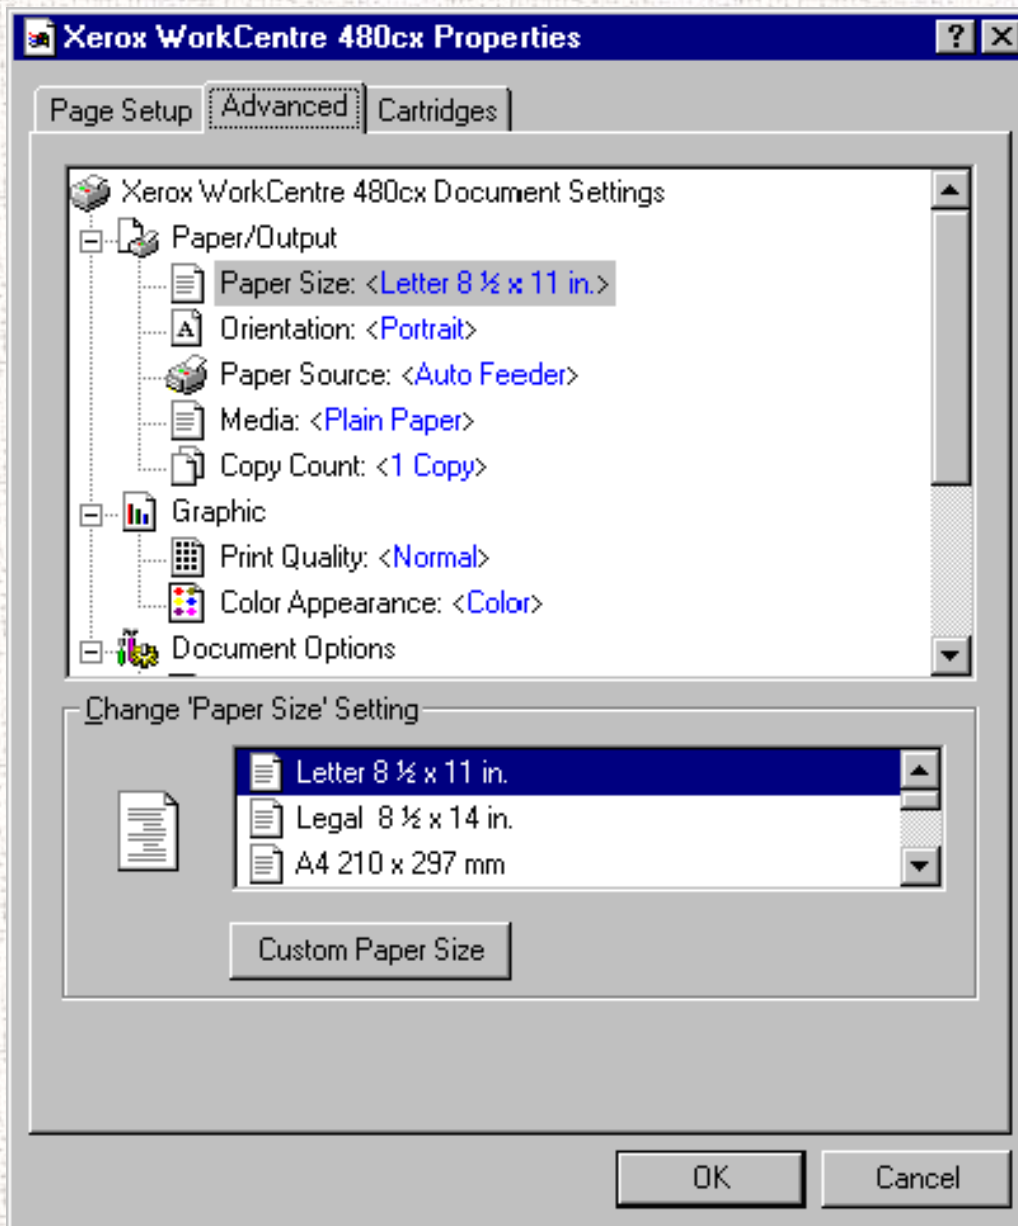 Xerox WorkCentre 480cx Properties
Page Setup Advanced Cartridges
Xerox WorkCentre 480cx Document Settings
Paper/Output
Paper Size: <Letter 8 ½ x 11 in.>
Orientation: <Portrait>
Paper Source: <Auto Feeder>
Media: <Plain Paper>
Copy Count: <1 Copy>
Graphic
Print Quality: <Normal>
Color Appearance: <Color>
Document Options
Change 'Paper Size' Setting
Letter 8 ½ x 11 in.
Legal 8 ½ x 14 in.
A4 210 x 297 mm
Custom Paper Size
OK Cancel